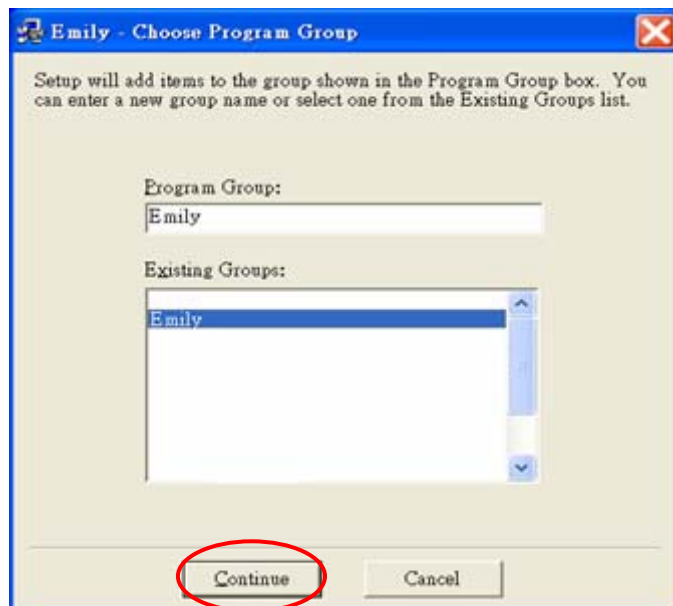 Emily - Choose Program Group
Setup will add items to the group shown in the Program Group box. You
can enter a new group name or select one from the Existing Groups list.
Program Group:
Emily
Existing Groups:
Emily
Continue
Cancel